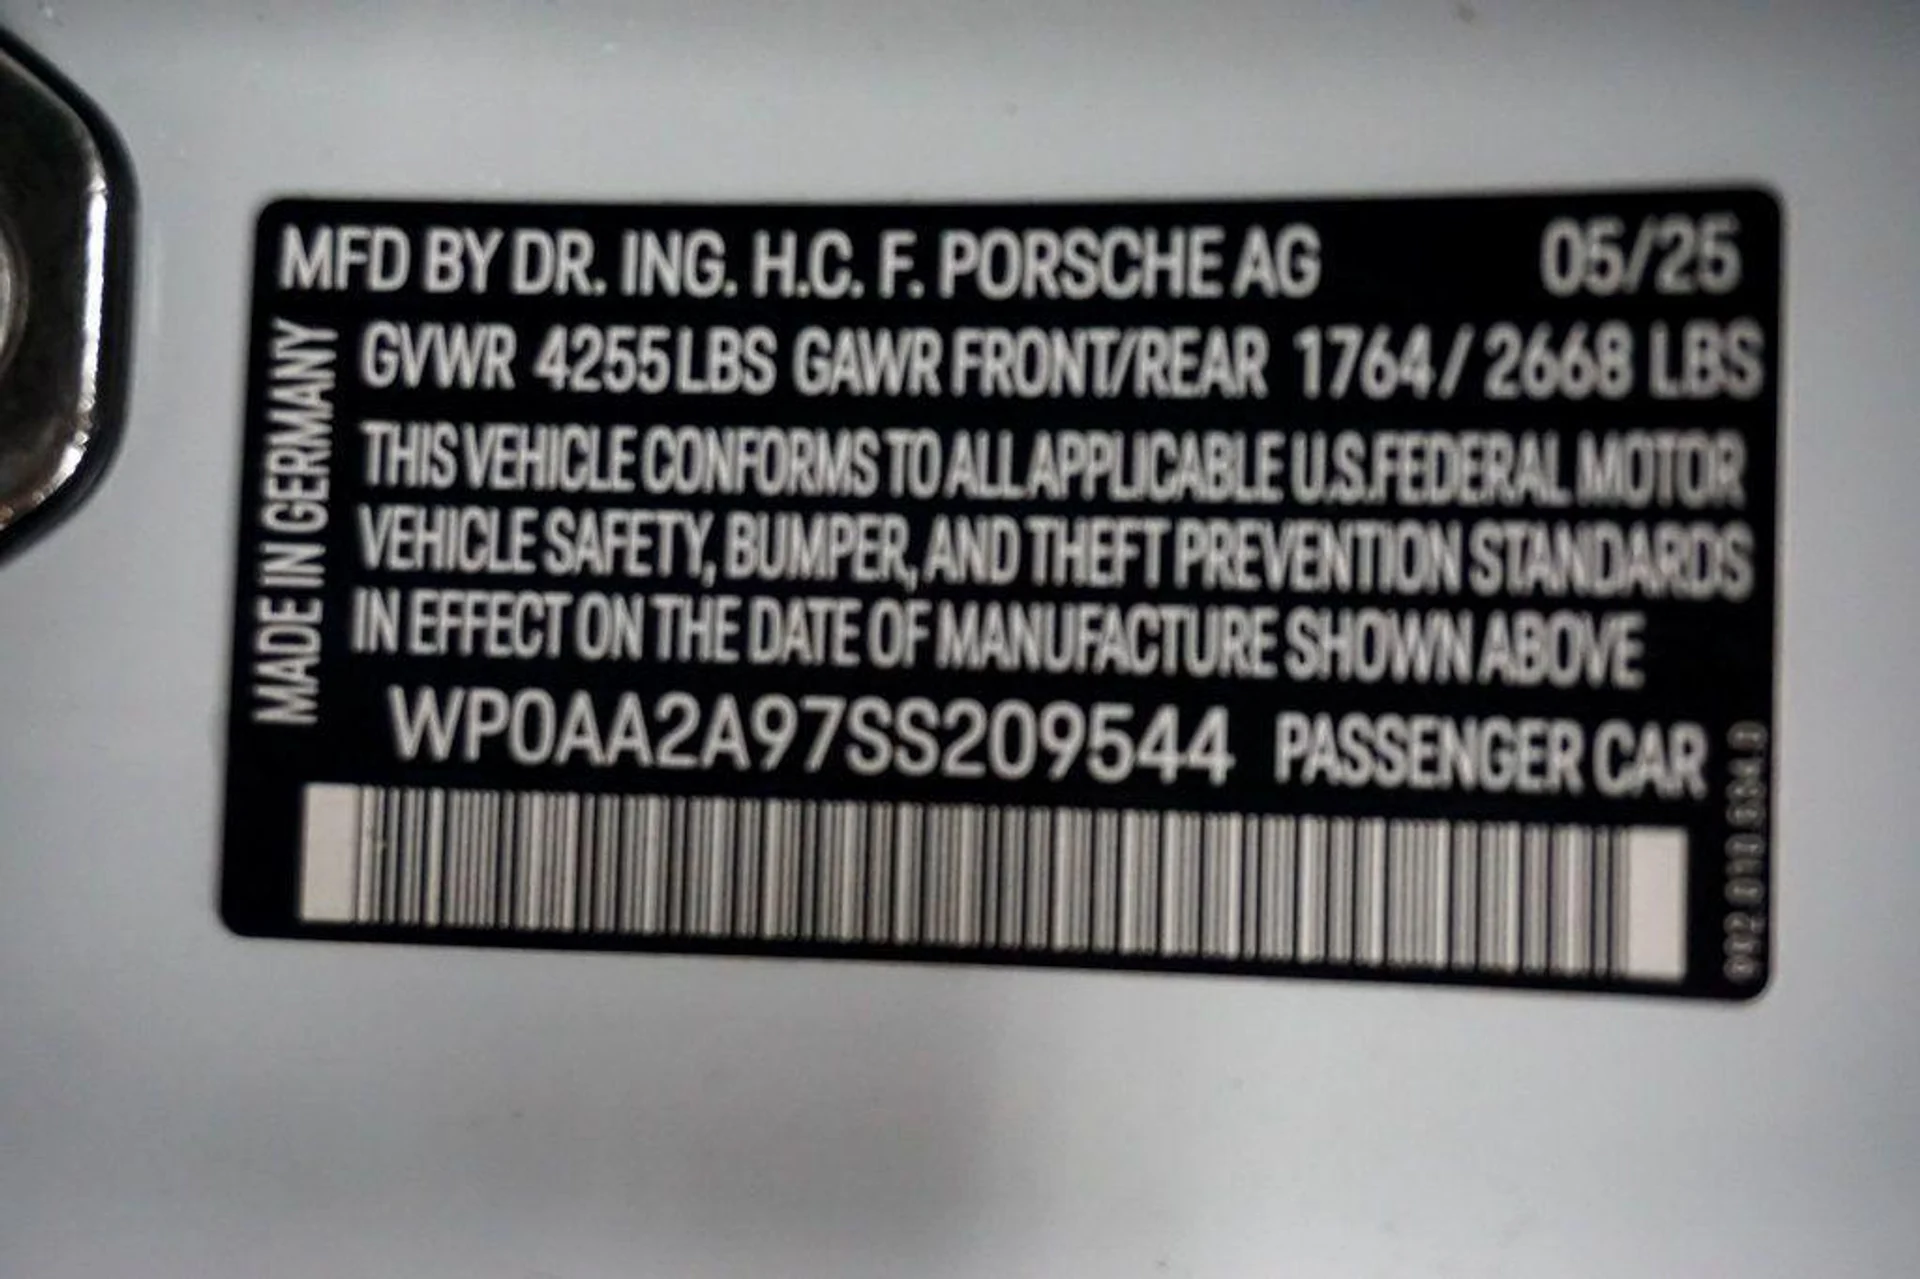 MFD BY DR. ING. H.C. F. PORSCHE AG 05/25
GVWR 4255 LBS GAWR FRONT/REAR 1764 / 2668 LBS
THIS VEHICLE CONFORMS TO ALL APPLICABLE U.S. FEDERAL MOTOR
VEHICLE SAFETY, BUMPER, AND THEFT PREVENTION STANDARDS
IN EFFECT ON THE DATE OF MANUFACTURE SHOWN ABOVE
WP0AA2A97SS209544 PASSENGER CAR
MADE IN GERMANY